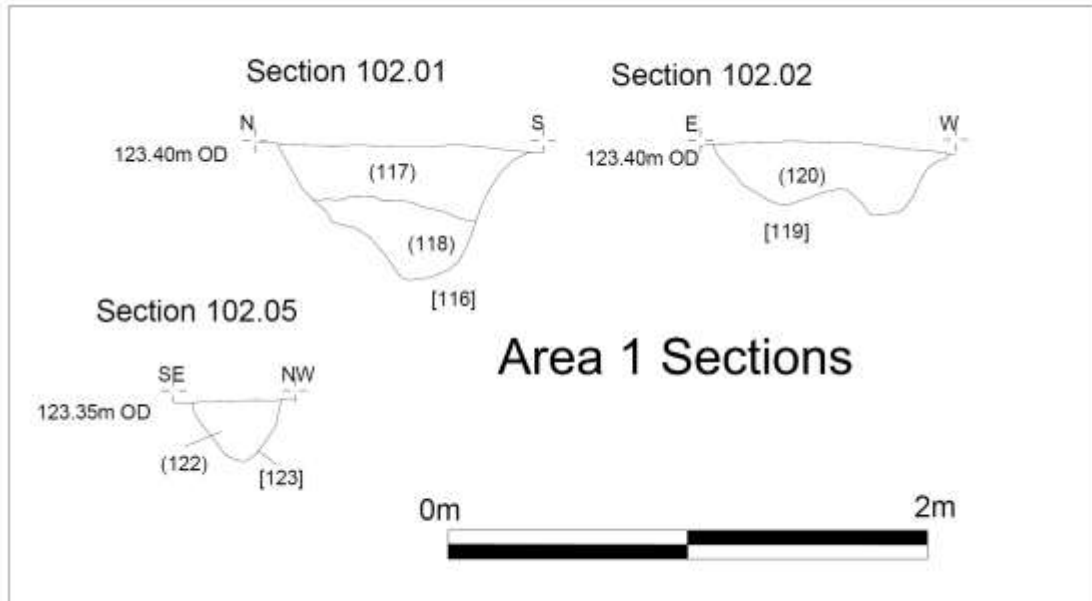 Section 102.01
Section 102.02
N
S
E
W
123.40m OD
123.40m OD
(117)
(120)
(118)
[119]
[116]
Section 102.05
Area 1 Sections
SE
NW
123.35m OD
(122)
[123]
0m
2m